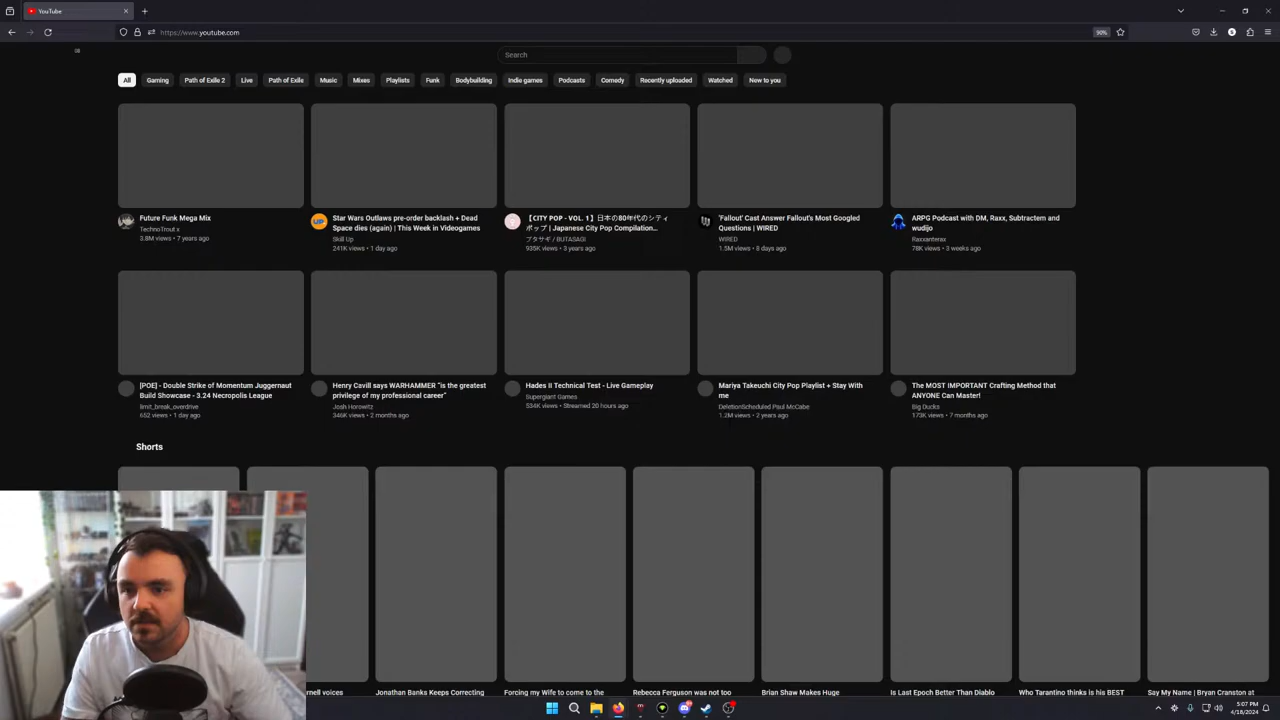 YouTube
https://www.youtube.com
90%
Search
All
Gaming
Path of Exile 2
Live
Path of Exile
Music
Mixes
Playlists
Funk
Bodybuilding
Indie games
Podcasts
Comedy
Recently uploaded
Watched
New to you
Future Funk Mega Mix
TechnoTrout x
3.8M views • 7 years ago
Star Wars Outlaws pre-order backlash + Dead
Space dies (again) | This Week in Videogames
Skill Up
241K views • 1 day ago
【CITY POP - VOL. 1】日本の80年代のシティ
ポップ | Japanese City Pop Compilation...
ブタサギ / BUTASAGI
935K views • 3 years ago
'Fallout' Cast Answer Fallout's Most Googled
Questions | WIRED
WIRED
1.5M views • 8 days ago
ARPG Podcast with DM, Raxx, Subtractem and
wudijo
Raxxanterax
78K views • 3 weeks ago
[POE] - Double Strike of Momentum Juggernaut
Build Showcase - 3.24 Necropolis League
limit_break_overdrive
652 views • 1 day ago
Henry Cavill says WARHAMMER "is the greatest
privilege of my professional career"
Josh Horowitz
346K views • 2 months ago
Hades II Technical Test - Live Gameplay
Supergiant Games
534K views • Streamed 20 hours ago
Mariya Takeuchi City Pop Playlist + Stay With
me
DeletionScheduled Paul McCabe
1.2M views • 2 years ago
The MOST IMPORTANT Crafting Method that
ANYONE Can Master!
Big Ducks
173K views • 7 months ago
Shorts
voices
Jonathan Banks Keeps Correcting
Forcing my Wife to come to the
Rebecca Ferguson was not too
Brian Shaw Makes Huge
Is Last Epoch Better Than Diablo
Who Tarantino thinks is his BEST
Say My Name | Bryan Cranston at
5:07 PM
4/18/2024